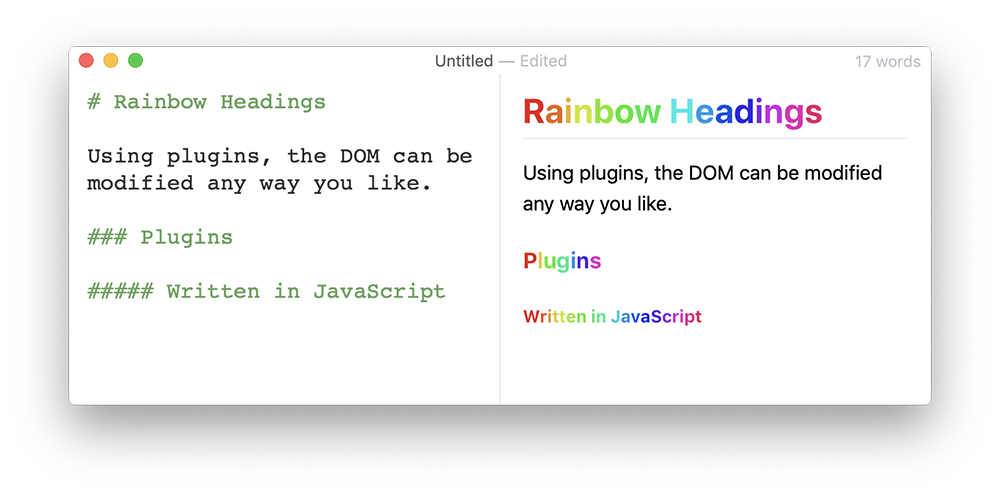 Untitled — Edited
17 words
# Rainbow Headings
Using plugins, the DOM can be
modified any way you like.
### Plugins
##### Written in JavaScript
Rainbow Headings
Using plugins, the DOM can be modified
any way you like.
Plugins
Written in JavaScript